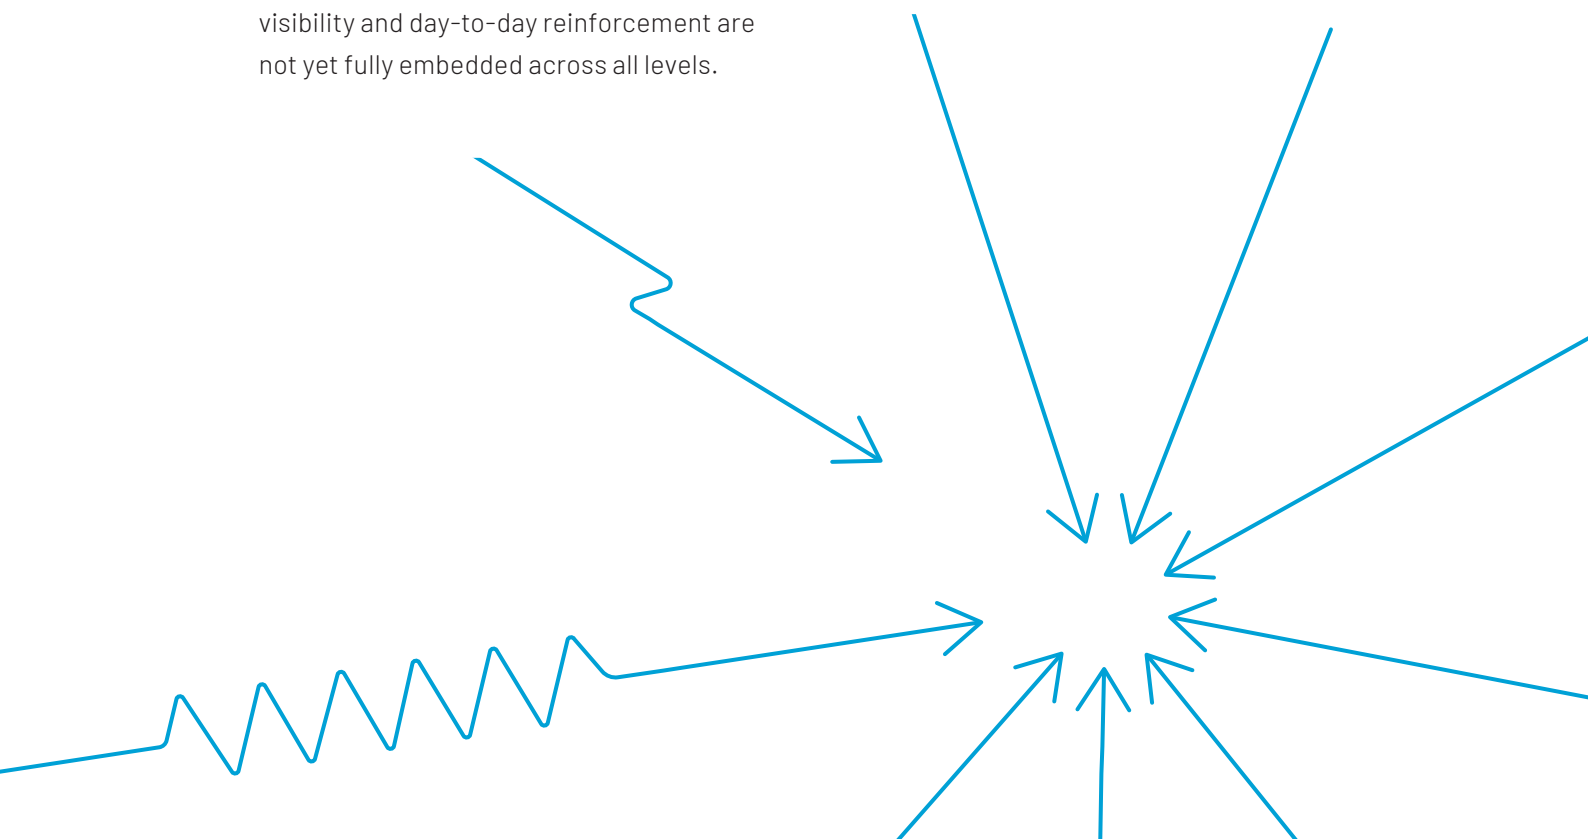 visibility and day-to-day reinforcement are
not yet fully embedded across all levels.